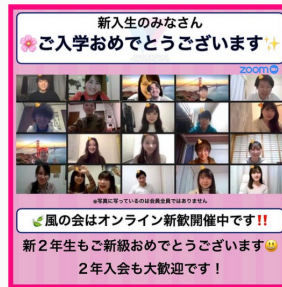 新入生のみなさん
🌸ご入学おめでとうございます✨
zoom
※写真に写っているのは会員全員ではありません
🍃風の会はオンライン新歓開催中です‼
新2年生もご新級おめでとうございます😃
2年入会も大歓迎です！